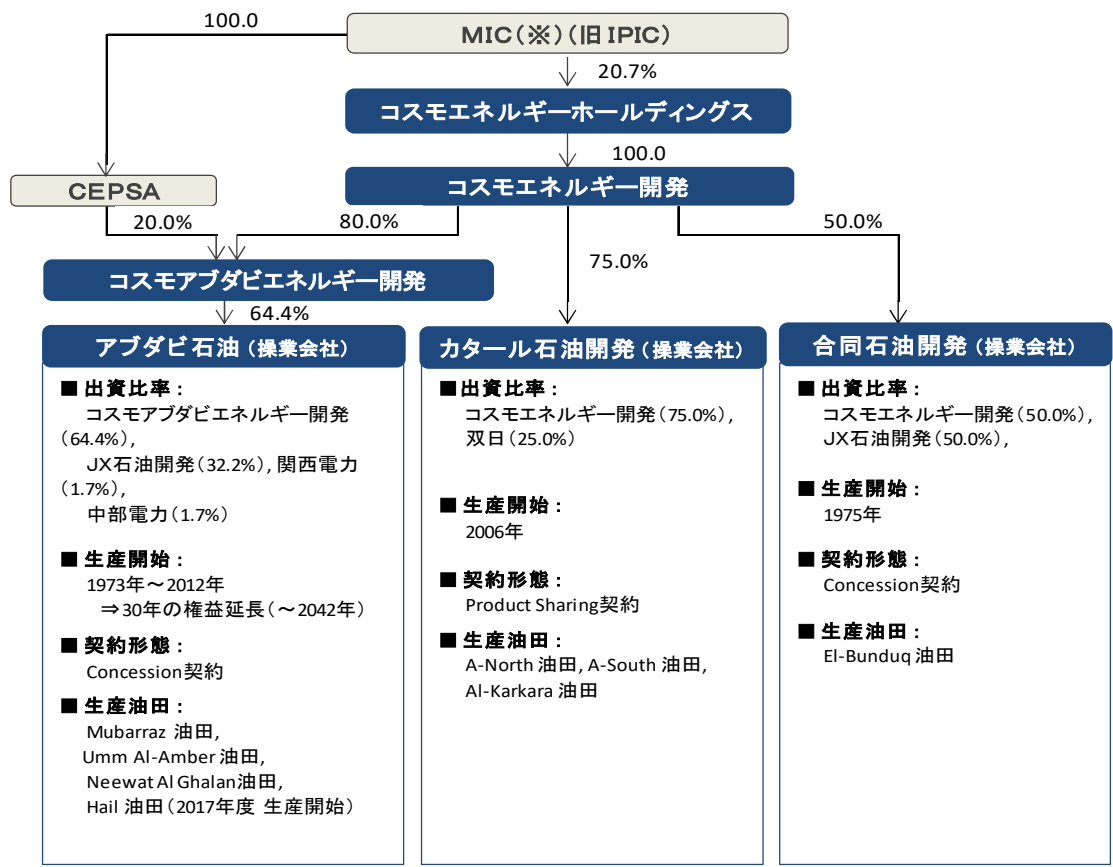 100.0
MIC(※)(旧IPIC)
20.7%
コスモエネルギーホールディングス
100.0
コスモエネルギー開発
CEPSA
20.0%
80.0%
75.0%
50.0%
コスモアブダビエネルギー開発
64.4%
アブダビ石油(操業会社)
■ 出資比率:
コスモアブダビエネルギー開発
(64.4%),
JX石油開発(32.2%), 関西電力
(1.7%),
中部電力(1.7%)
■ 生産開始:
1973年~2012年
⇒30年の権益延長(~2042年)
■ 契約形態:
Concession契約
■ 生産油田:
Mubarraz 油田,
Umm Al-Amber 油田,
Neewat Al Ghalan油田,
Hail 油田(2017年度 生産開始)
カタール石油開発(操業会社)
■出資比率:
コスモエネルギー開発(75.0%),
双日(25.0%)
■ 生産開始:
2006年
■ 契約形態:
Product Sharing契約
■ 生産油田:
A-North 油田, A-South 油田,
Al-Karkara 油田
合同石油開発(操業会社)
■ 出資比率:
コスモエネルギー開発(50.0%),
JX石油開発(50.0%),
■ 生産開始:
1975年
■ 契約形態:
Concession契約
■ 生産油田:
El-Bunduq 油田